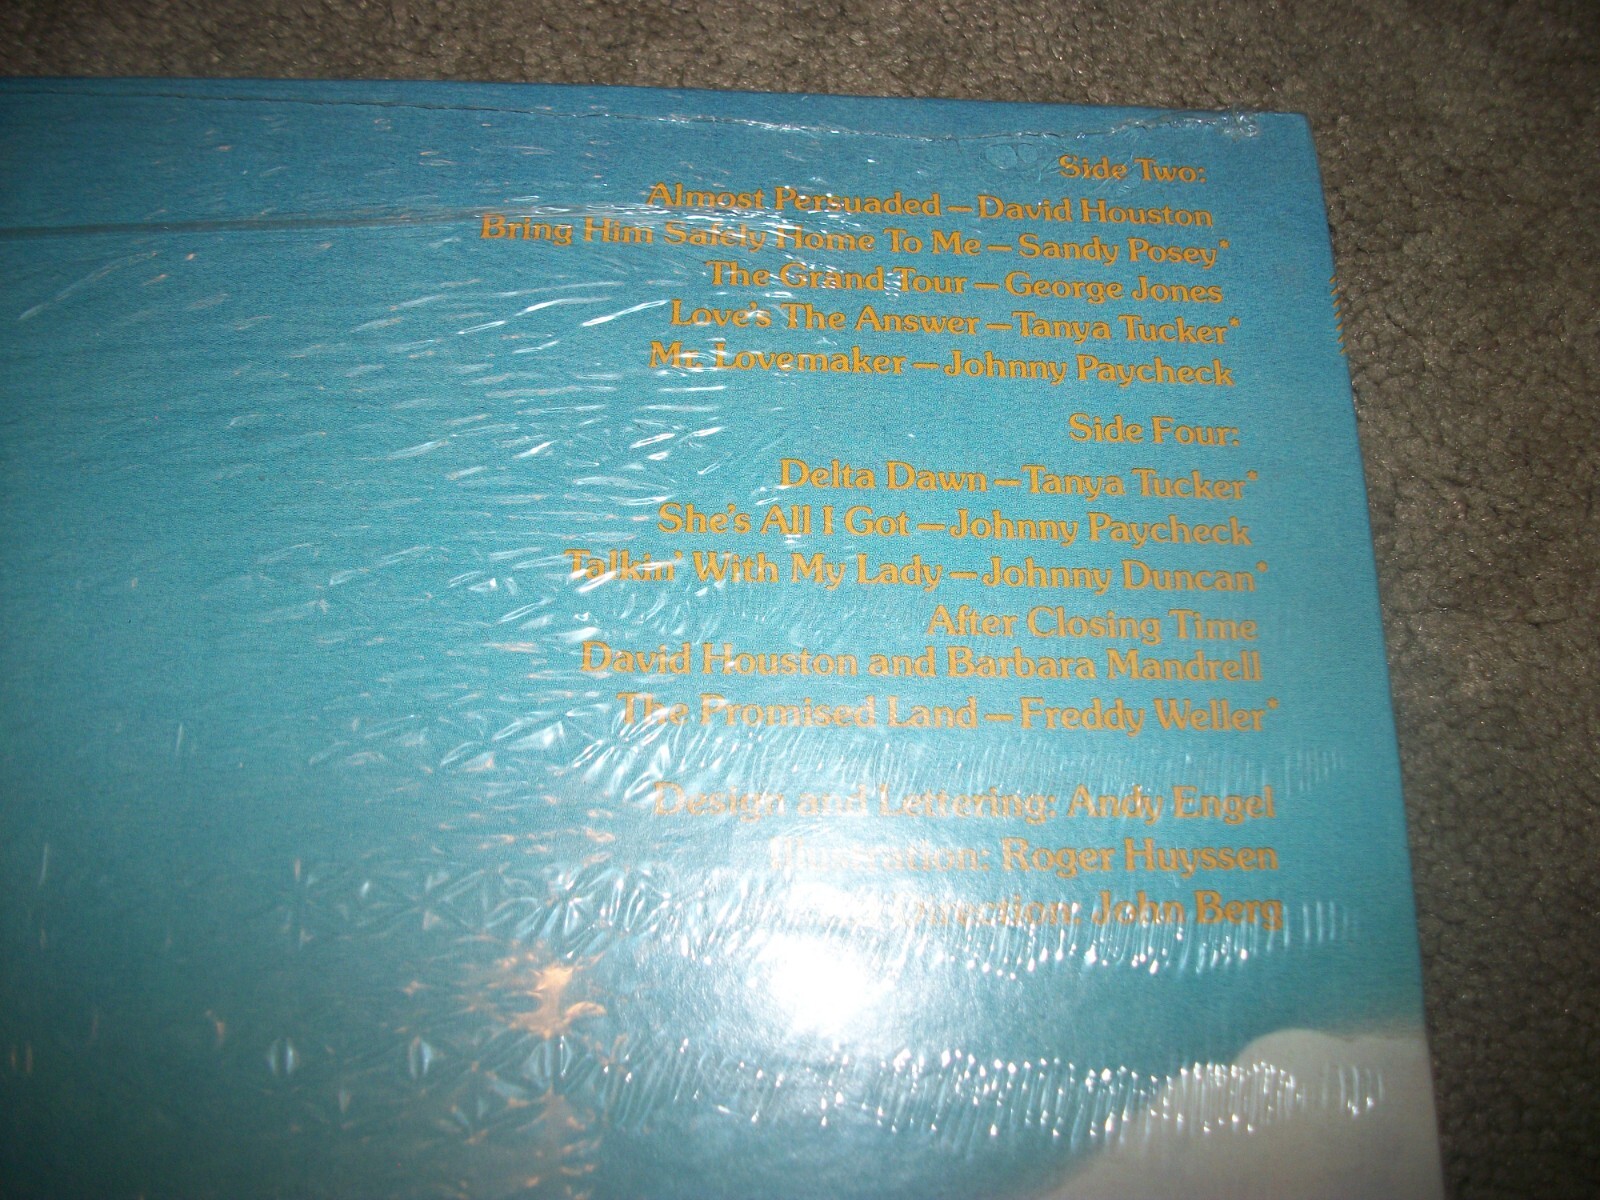 Side Two:
Almost Persuaded—David Houston
Bring Him Safely Home To Me—Sandy Posey*
The Grand Tour—George Jones
Love's The Answer—Tanya Tucker*
Mr. Lovemaker—Johnny Paycheck
Side Four:
Delta Dawn—Tanya Tucker*
She's All I Got—Johnny Paycheck
Talkin' With My Lady—Johnny Duncan*
After Closing Time
David Houston and Barbara Mandrell
The Promised Land—Freddy Weller*
Design and Lettering: Andy Engel
Illustration: Roger Huyssen
Direction: John Berg